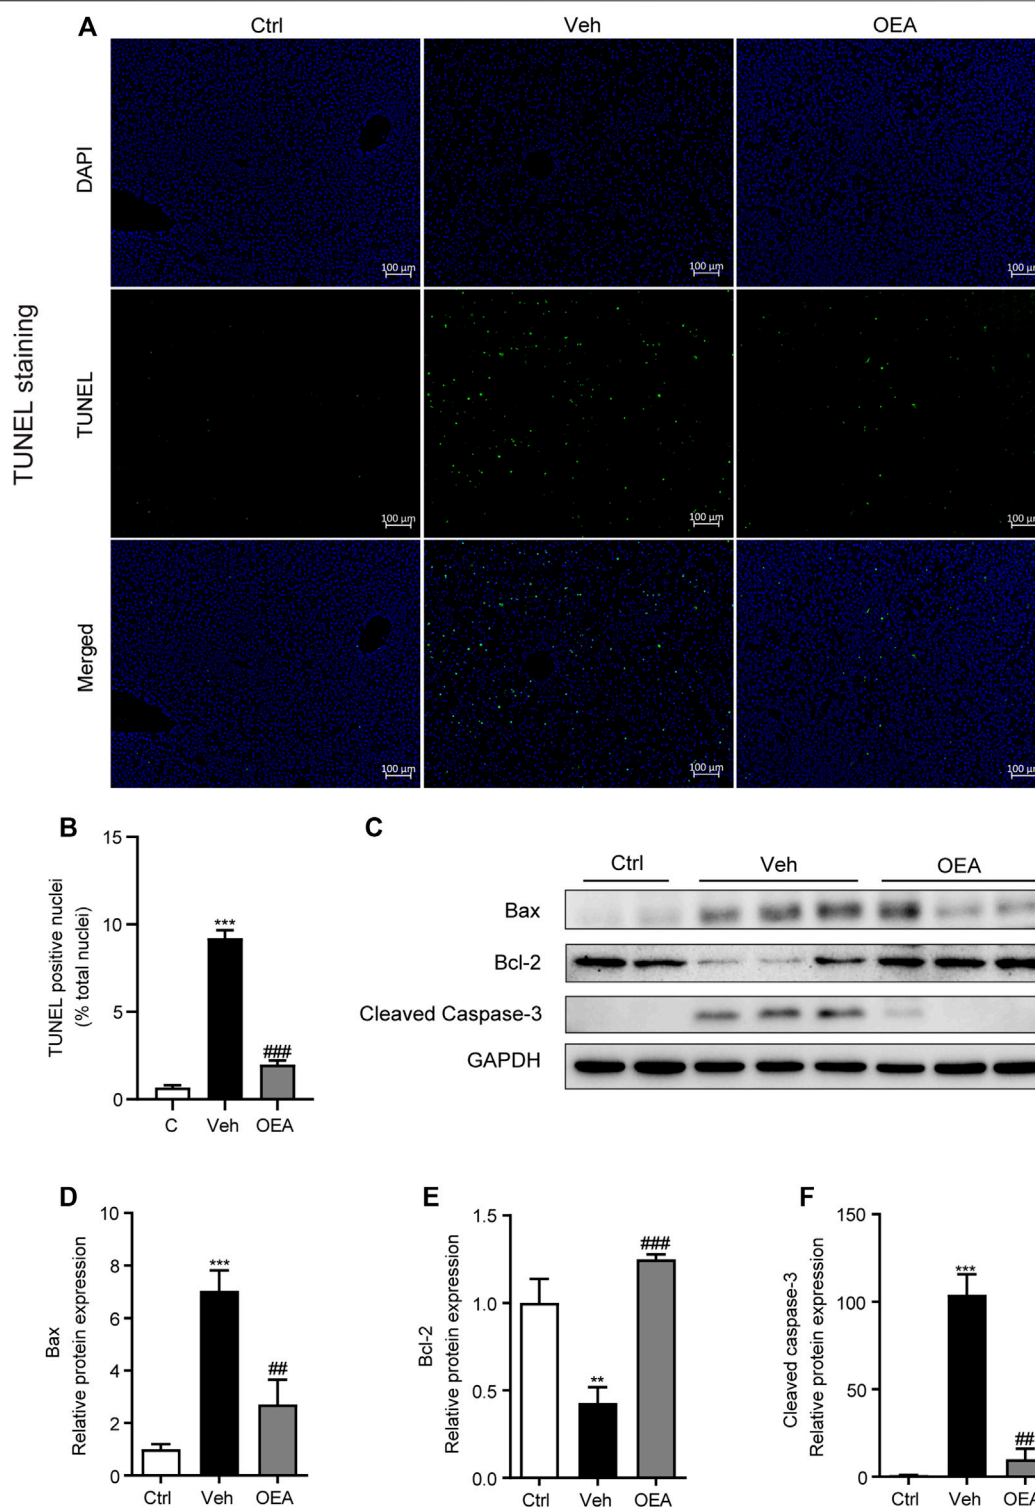 A
Ctrl
Veh
OEA
TUNEL staining
DAPI
100 µm
100 µm
TUNEL
100 µm
100 µm
Merged
100 µm
100 µm
B
TUNEL positive nuclei
(% total nuclei)
15
10
5
0
***
###
C
Veh
OEA
C
Ctrl
Veh
OEA
Bax
Bcl-2
Cleaved Caspase-3
GAPDH
D
Bax
Relative protein expression
10
8
6
4
2
0
***
##
Ctrl
Veh
OEA
E
Bcl-2
Relative protein expression
1.5
1.0
0.5
0.0
**
###
Ctrl
Veh
OEA
F
Cleaved caspase-3
Relative protein expression
150
100
50
0
***
Ctrl
Veh